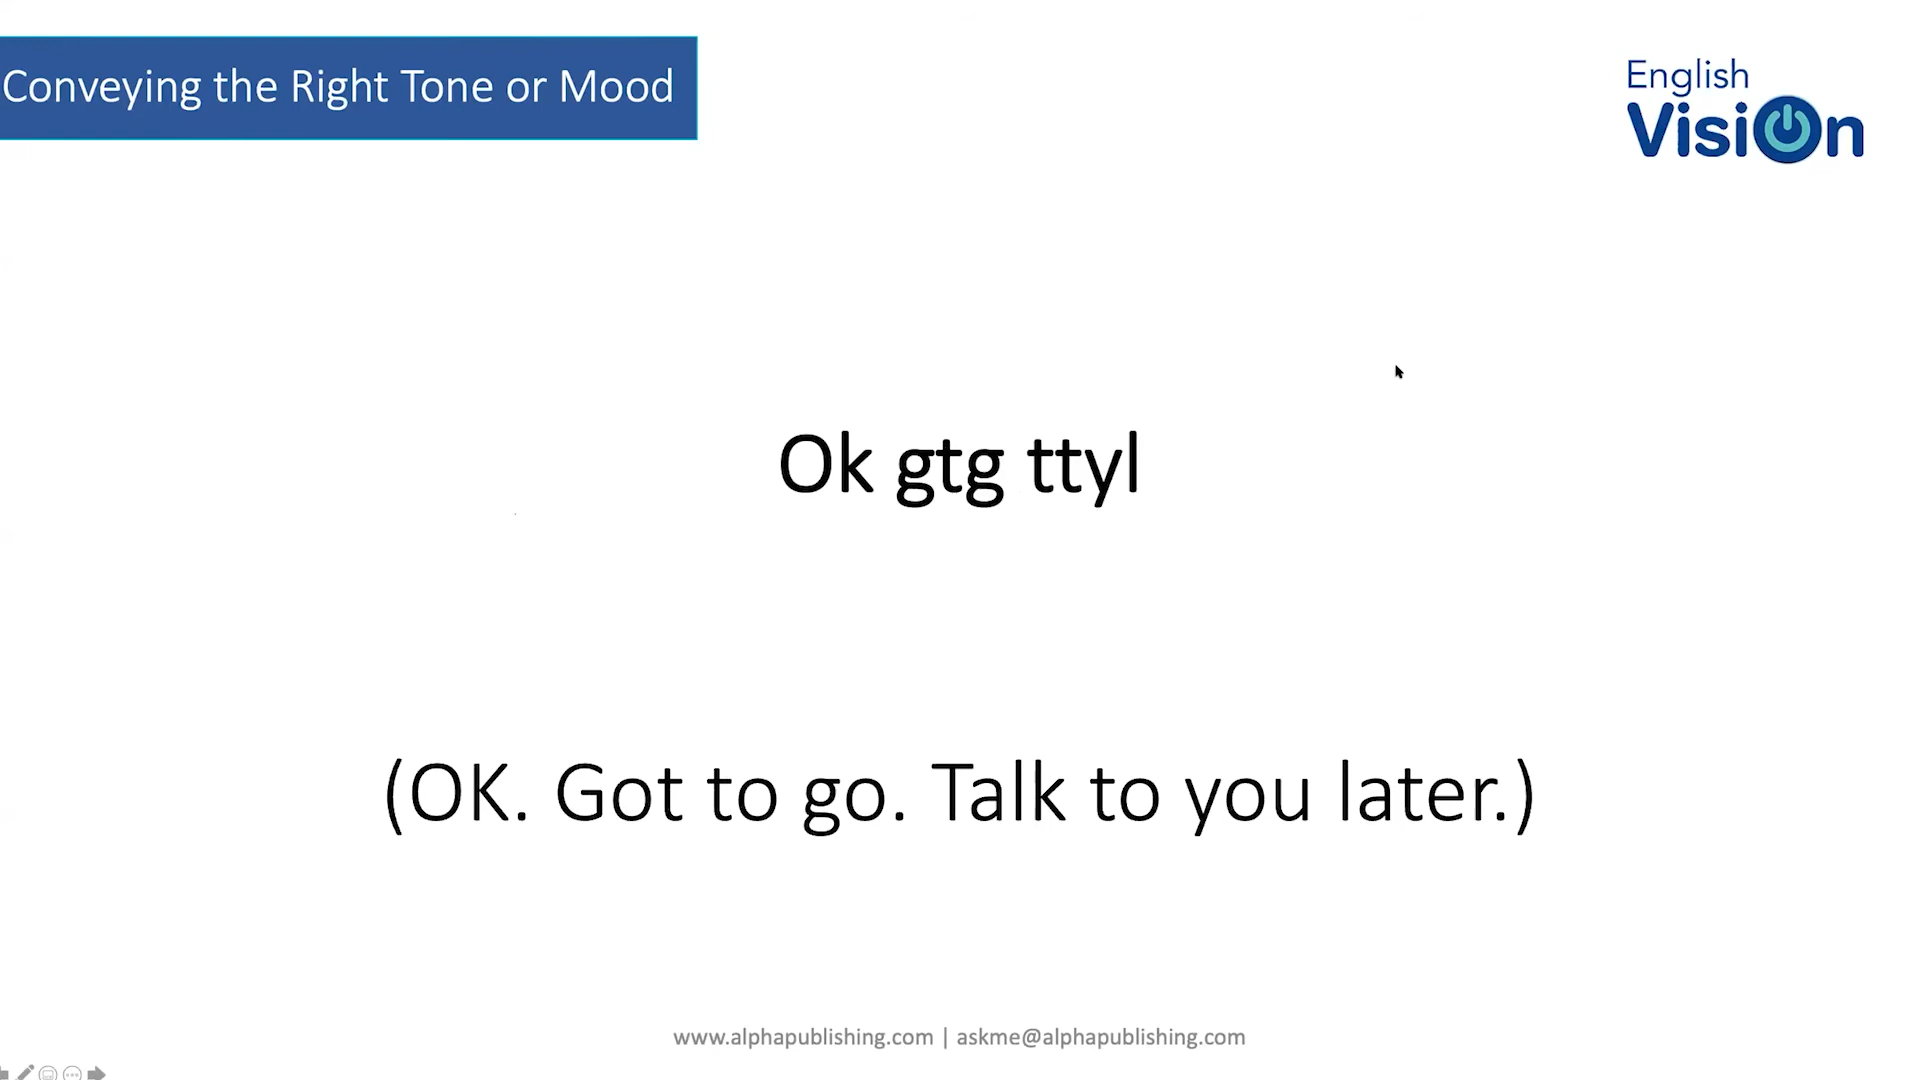 Conveying the Right Tone or Mood
English
Vision
Ok gtg ttyl
(OK. Got to go. Talk to you later.)
www.alphapublishing.com | askme@alphapublishing.com